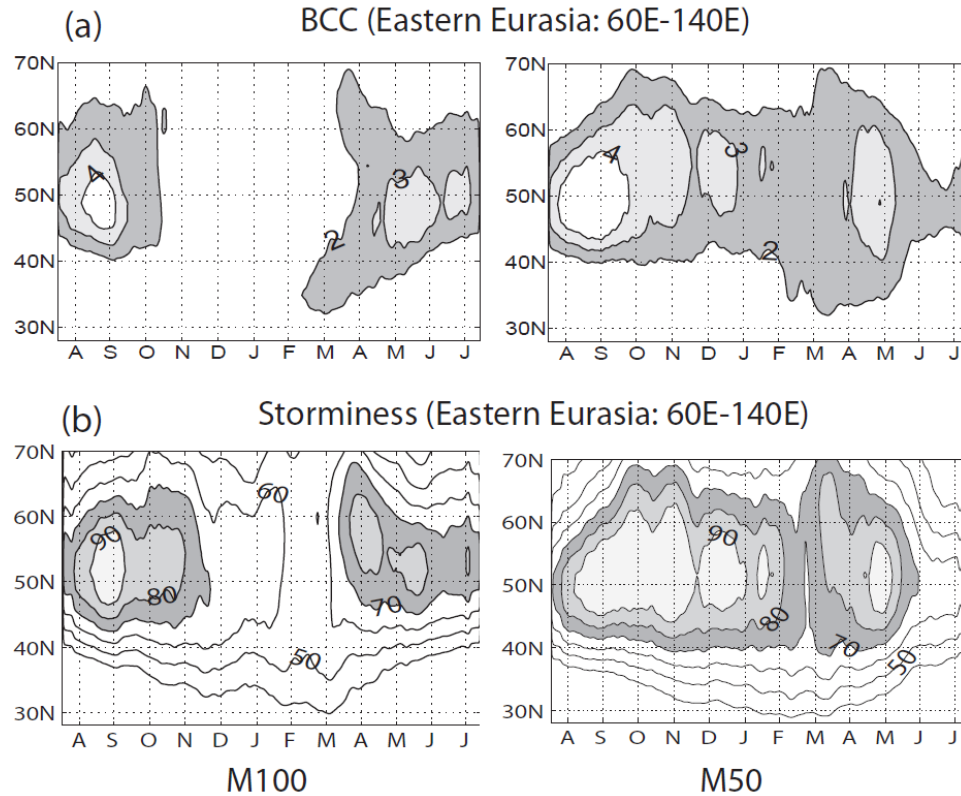 (a) BCC (Eastern Eurasia: 60E-140E)
70N 70N
60N 60N
50N 50N
40N 40N
30N 30N
4 3 2 4 3 2
A S O N D J F M A M J J A S O N D J F M A M J J
(b) Storminess (Eastern Eurasia: 60E-140E)
70N 70N
60N 60N
50N 50N
40N 40N
30N 30N
90 80 60 50 70 90 80 70 50
A S O N D J F M A M J J A S O N D J F M A M J J
M100 M50